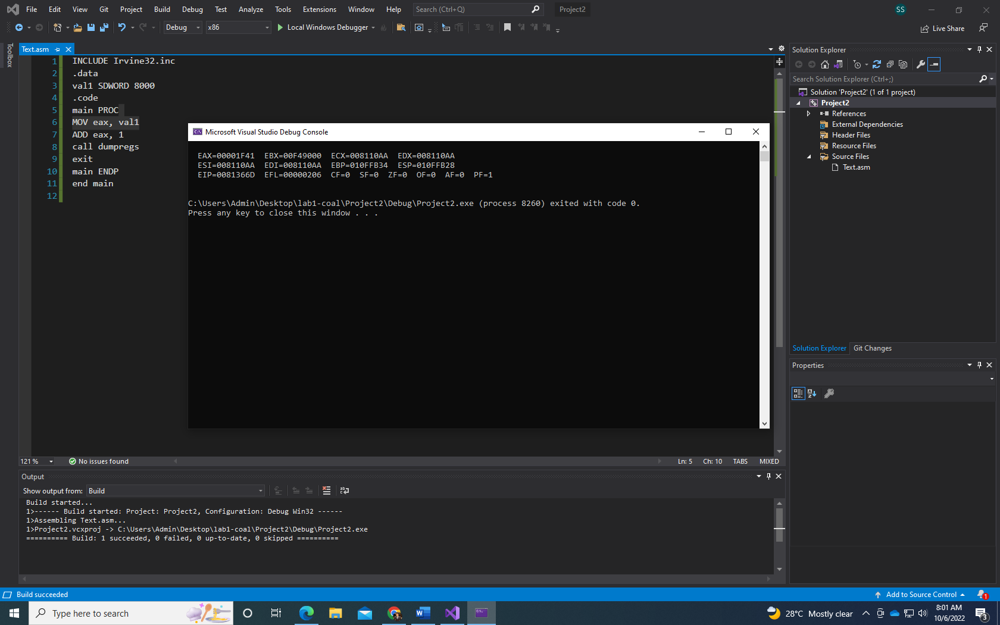 File Edit View Git Project Build Debug Test Analyze Tools Extensions Window Help Search (Ctrl+Q) Project2 SS
Debug x86 Local Windows Debugger Live Share
Toolbox
Text.asm
1 INCLUDE Irvine32.inc
2 .data
3 val1 SDWORD 8000
4 .code
5 main PROC
6 MOV eax, val1
7 ADD eax, 1
8 call dumpregs
9 exit
10 main ENDP
11 end main
12
Microsoft Visual Studio Debug Console
EAX=00001F41 EBX=00F49000 ECX=008110AA EDX=008110AA
ESI=008110AA EDI=008110AA EBP=010FFB34 ESP=010FFB28
EIP=0081366D EFL=00000206 CF=0 SF=0 ZF=0 OF=0 AF=0 PF=1
C:\Users\Admin\Desktop\lab1-coal\Project2\Debug\Project2.exe (process 8260) exited with code 0.
Press any key to close this window . . .
121 % No issues found Ln: 5 Ch: 10 TABS MIXED
Output
Show output from: Build
Build started...
1>------ Build started: Project: Project2, Configuration: Debug Win32 ------
1>Assembling Text.asm...
1>Project2.vcxproj -> C:\Users\Admin\Desktop\lab1-coal\Project2\Debug\Project2.exe
========== Build: 1 succeeded, 0 failed, 0 up-to-date, 0 skipped ==========
Solution Explorer
Search Solution Explorer (Ctrl+;)
Solution 'Project2' (1 of 1 project)
Project2
References
External Dependencies
Header Files
Resource Files
Source Files
Text.asm
Solution Explorer Git Changes
Properties
Build succeeded Add to Source Control 1
Type here to search 28°C Mostly clear 8:01 AM
10/6/2022 3